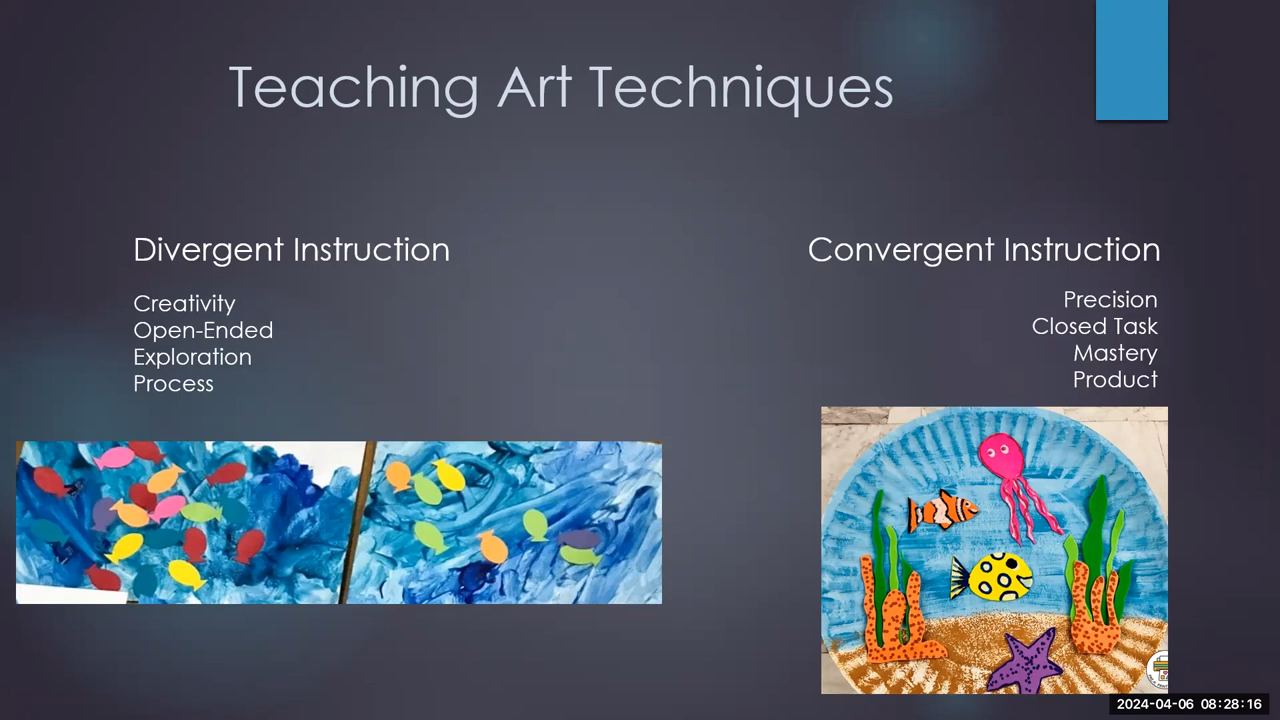 Teaching Art Techniques
Divergent Instruction
Creativity
Open-Ended
Exploration
Process
Convergent Instruction
Precision
Closed Task
Mastery
Product
2024-04-06 08:28:16